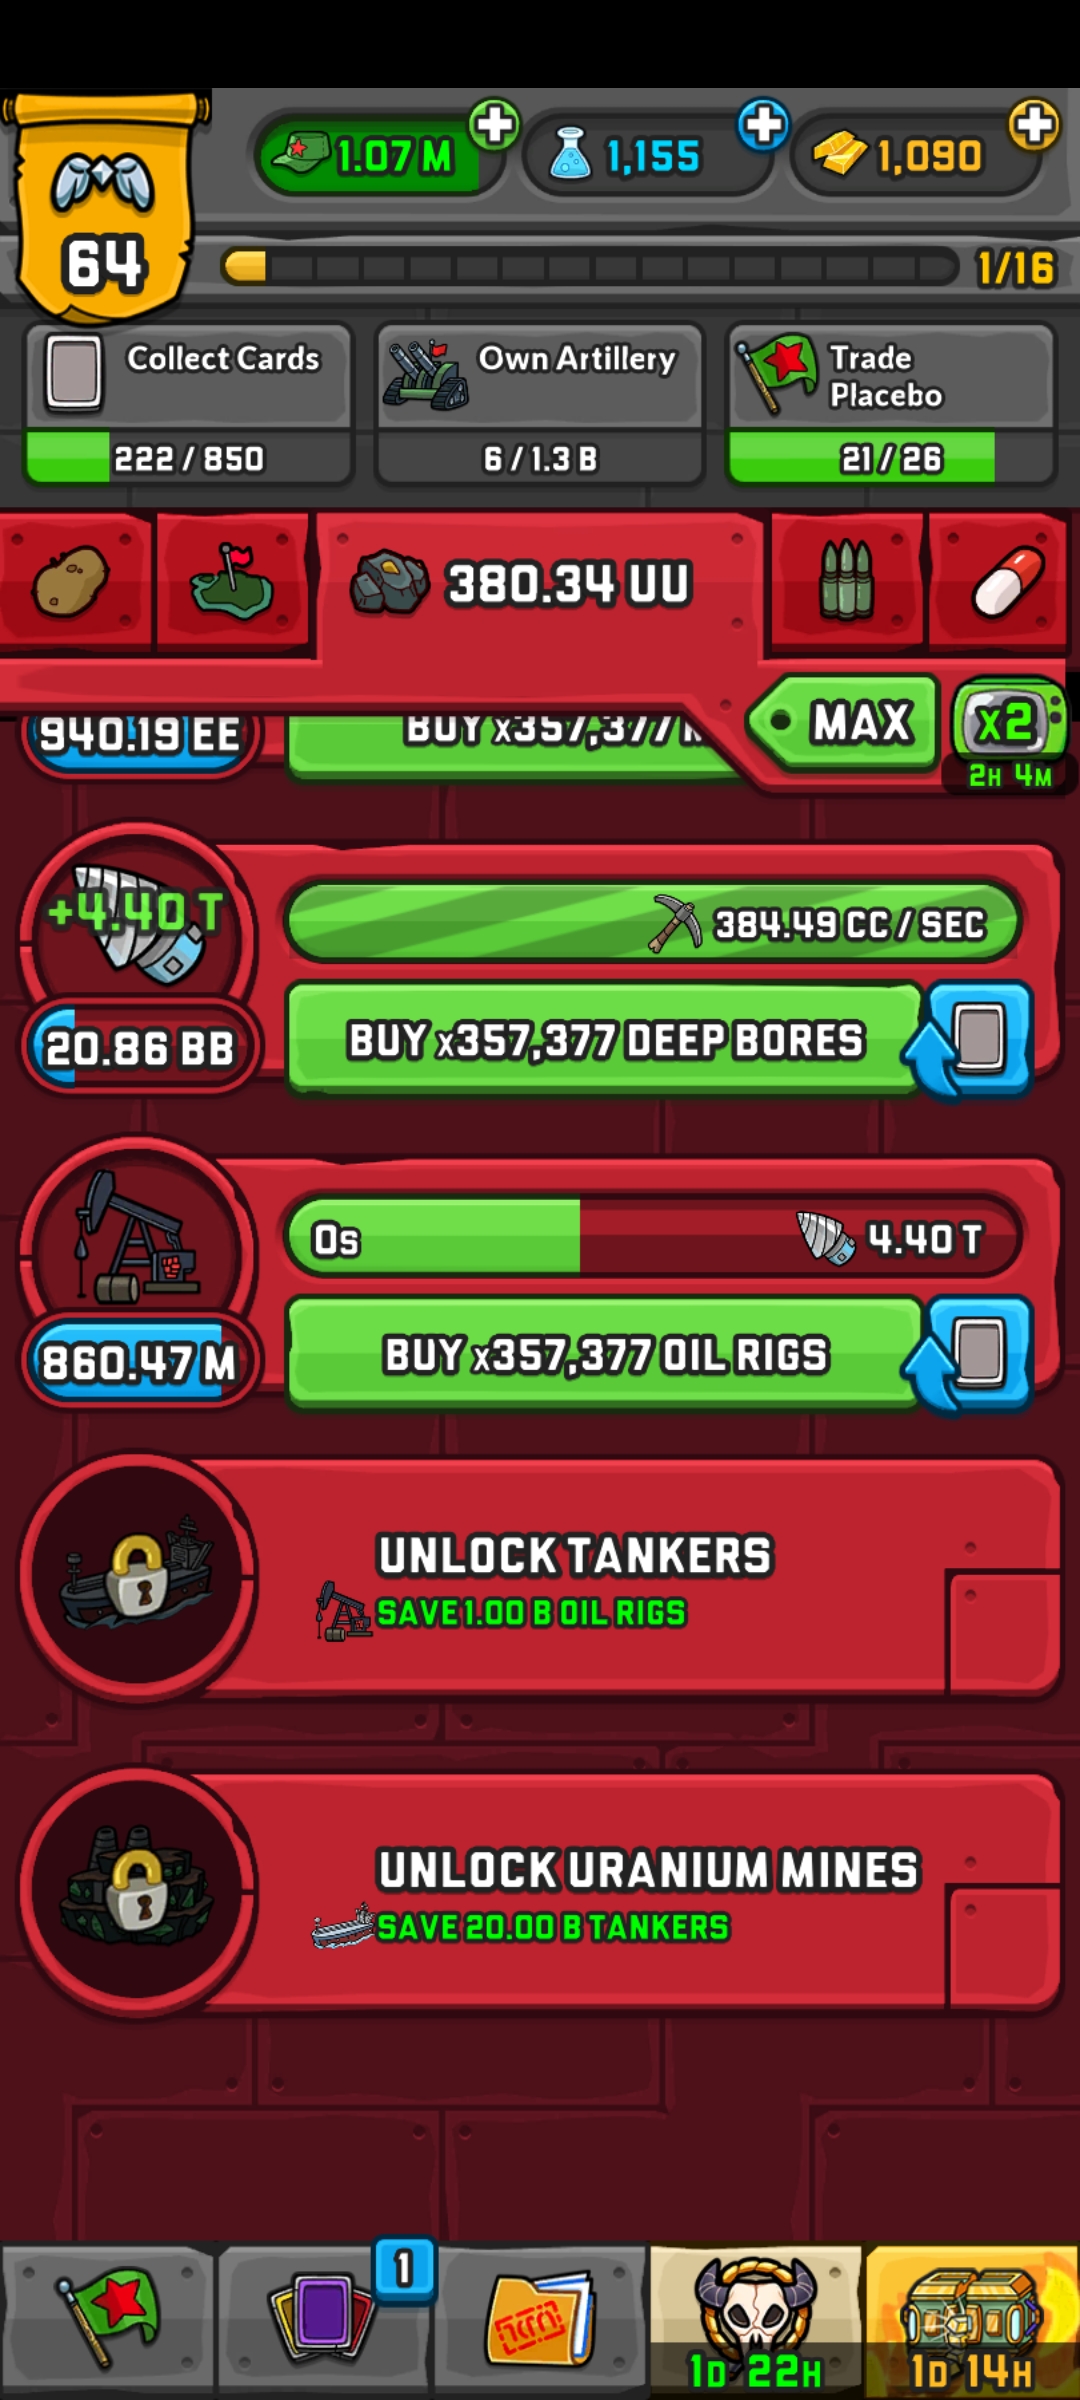 1.07 M
1,155
1,090
64
1/16
Collect Cards
222 / 850
Own Artillery
6 / 1.3 B
Trade
Placebo
21 / 26
380.34 UU
MAX
x2
2H 4M
940.19 EE
BUY x357,377
+4.40 T
384.49 CC / SEC
20.86 BB
BUY x357,377 DEEP BORES
0s
4.40 T
860.47 M
BUY x357,377 OIL RIGS
UNLOCK TANKERS
SAVE 1.00 B OIL RIGS
UNLOCK URANIUM MINES
SAVE 20.00 B TANKERS
1
1D 22H
1D 14H